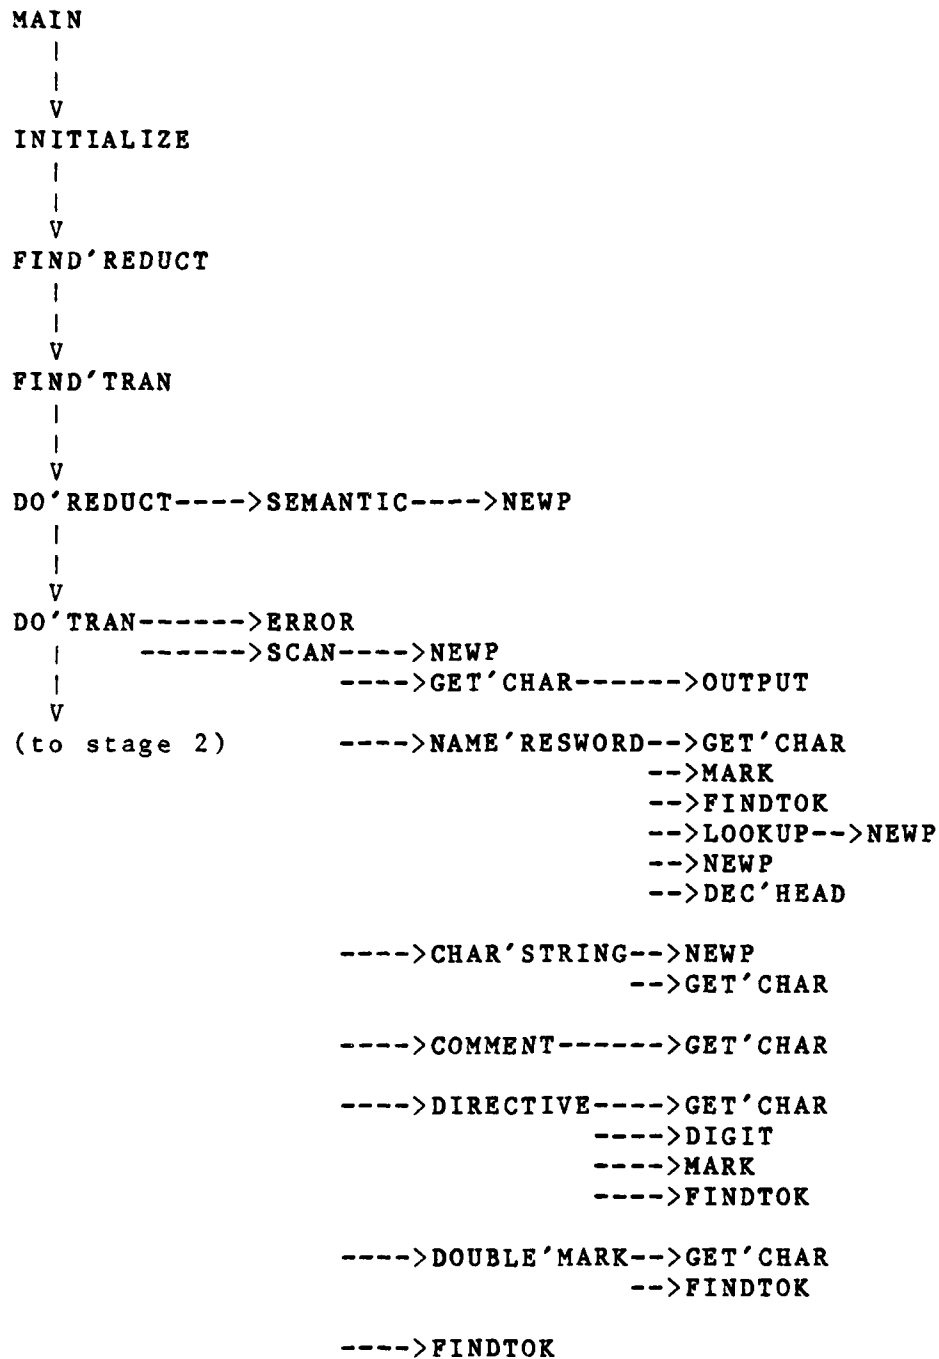 MAIN
|
|
V
INITIALIZE
|
|
V
FIND'REDUCT
|
|
V
FIND'TRAN
|
|
V
DO'REDUCT---->SEMANTIC---->NEWP
|
|
V
DO'TRAN------>ERROR
| ------>SCAN---->NEWP
| ---->GET'CHAR------>OUTPUT
V
(to stage 2) ---->NAME'RESWORD-->GET'CHAR
-->MARK
-->FINDTOK
-->LOOKUP-->NEWP
-->NEWP
-->DEC'HEAD
---->CHAR'STRING-->NEWP
-->GET'CHAR
---->COMMENT------>GET'CHAR
---->DIRECTIVE---->GET'CHAR
---->DIGIT
---->MARK
---->FINDTOK
---->DOUBLE'MARK-->GET'CHAR
-->FINDTOK
---->FINDTOK